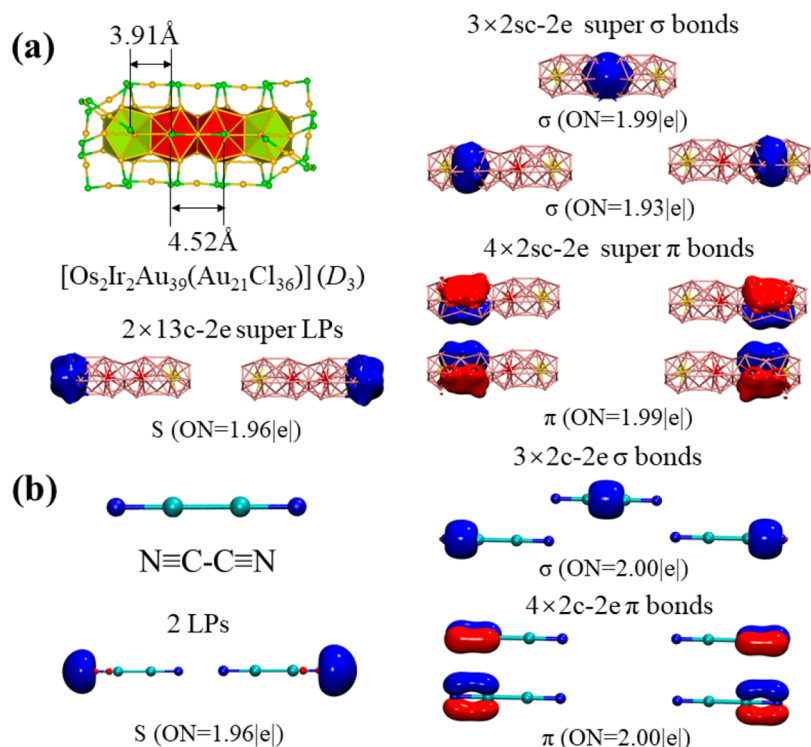 (a)
3.91Å
4.52Å
[Os₂Ir₂Au₃₉(Au₂₁Cl₃₆)] (D₃)
2×13c-2e super LPs
S (ON=1.96|e|)
3×2sc-2e super σ bonds
σ (ON=1.99|e|)
σ (ON=1.93|e|)
4×2sc-2e super π bonds
π (ON=1.99|e|)
(b)
N≡C-C≡N
2 LPs
S (ON=1.96|e|)
3×2c-2e σ bonds
σ (ON=2.00|e|)
4×2c-2e π bonds
π (ON=2.00|e|)